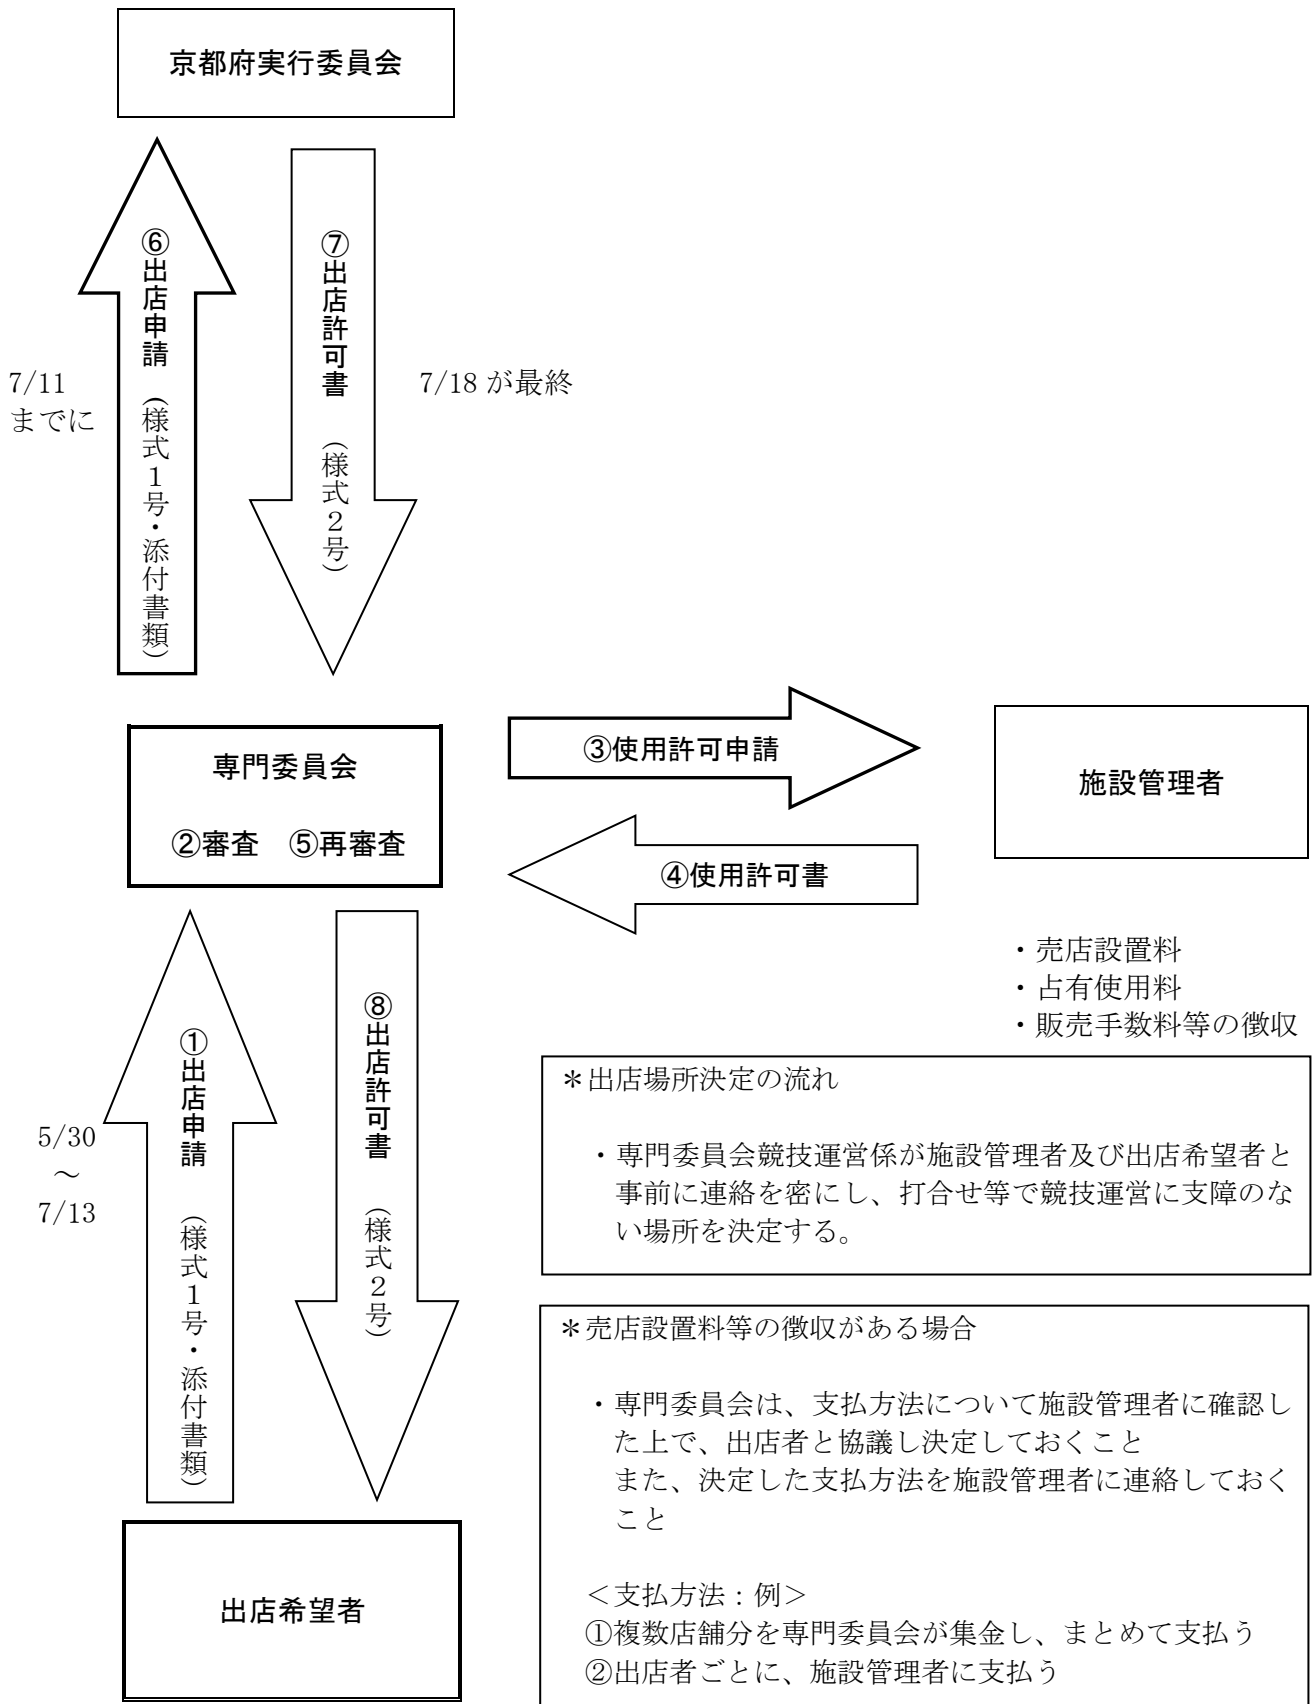 京都府実行委員会
⑥出店申請（様式１号・添付書類）
⑦出店許可書（様式２号）
7/11
までに
7/18 が最終
専門委員会
②審査　⑤再審査
③使用許可申請
④使用許可書
施設管理者
・売店設置料
・占有使用料
・販売手数料等の徴収
①出店申請（様式１号・添付書類）
⑧出店許可書（様式２号）
5/30
～
7/13
出店希望者
＊出店場所決定の流れ
・専門委員会競技運営係が施設管理者及び出店希望者と
事前に連絡を密にし、打合せ等で競技運営に支障のな
い場所を決定する。
＊売店設置料等の徴収がある場合
・専門委員会は、支払方法について施設管理者に確認し
た上で、出店者と協議し決定しておくこと
また、決定した支払方法を施設管理者に連絡しておく
こと
＜支払方法：例＞
①複数店舗分を専門委員会が集金し、まとめて支払う
②出店者ごとに、施設管理者に支払う